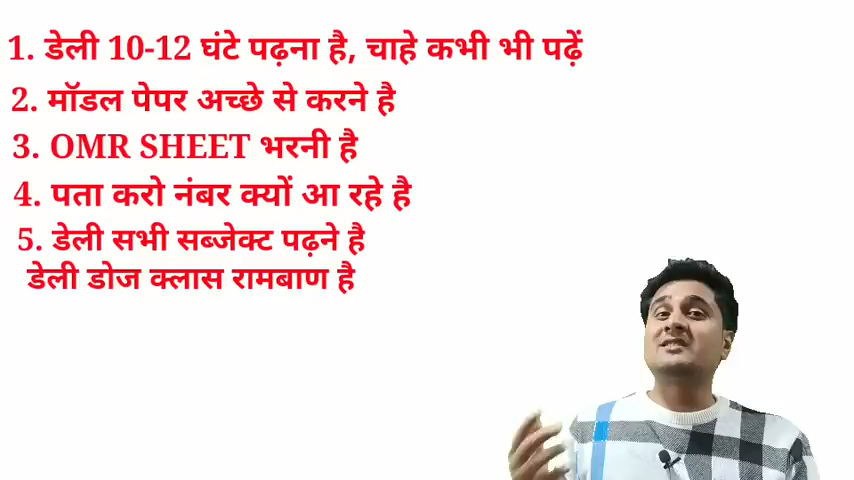 1. डेली 10-12 घंटे पढ़ना है, चाहे कभी भी पढ़ें
2. मॉडल पेपर अच्छे से करने है
3. OMR SHEET भरनी है
4. पता करो नंबर क्यों आ रहे है
5. डेली सभी सब्जेक्ट पढ़ने है
डेली डोज क्लास रामबाण है